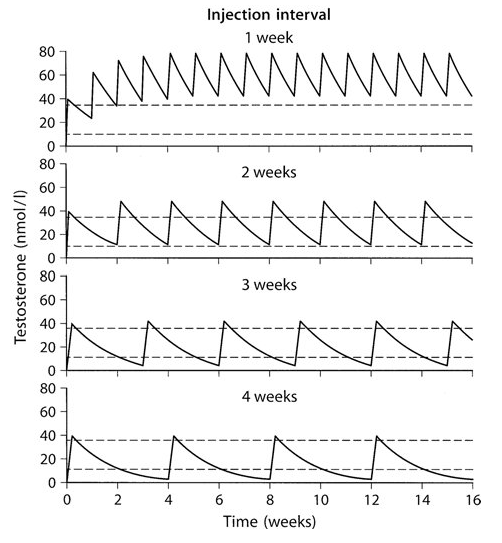 Injection interval
1 week
80
60
40
20
0
2 weeks
80
60
40
20
0
3 weeks
80
60
40
20
0
4 weeks
80
60
40
20
0
0 2 4 6 8 10 12 14 16
Time (weeks)
Testosterone (nmol/l)